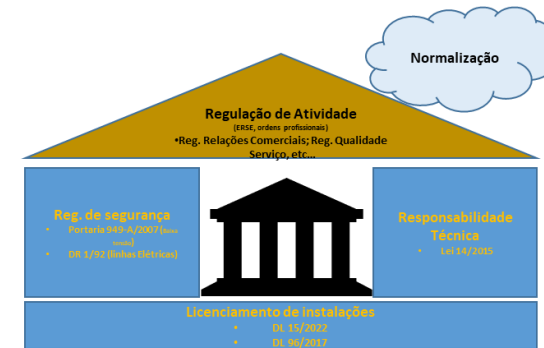 Normalização
Regulação de Atividade
(ERSE, ordens profissionais)
•Reg. Relações Comerciais; Reg. Qualidade
Serviço, etc...
Reg. de segurança
• Portaria 949-A/2007 (Baixa
tensão)
• DR 1/92 (linhas Elétricas)
Responsabilidade
Técnica
• Lei 14/2015
Licenciamento de instalações
• DL 15/2022
• DL 96/2017